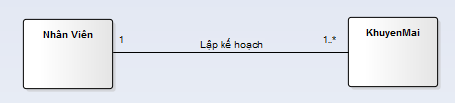 Nhân Viên
1
Lập kế hoạch
1..*
KhuyenMai